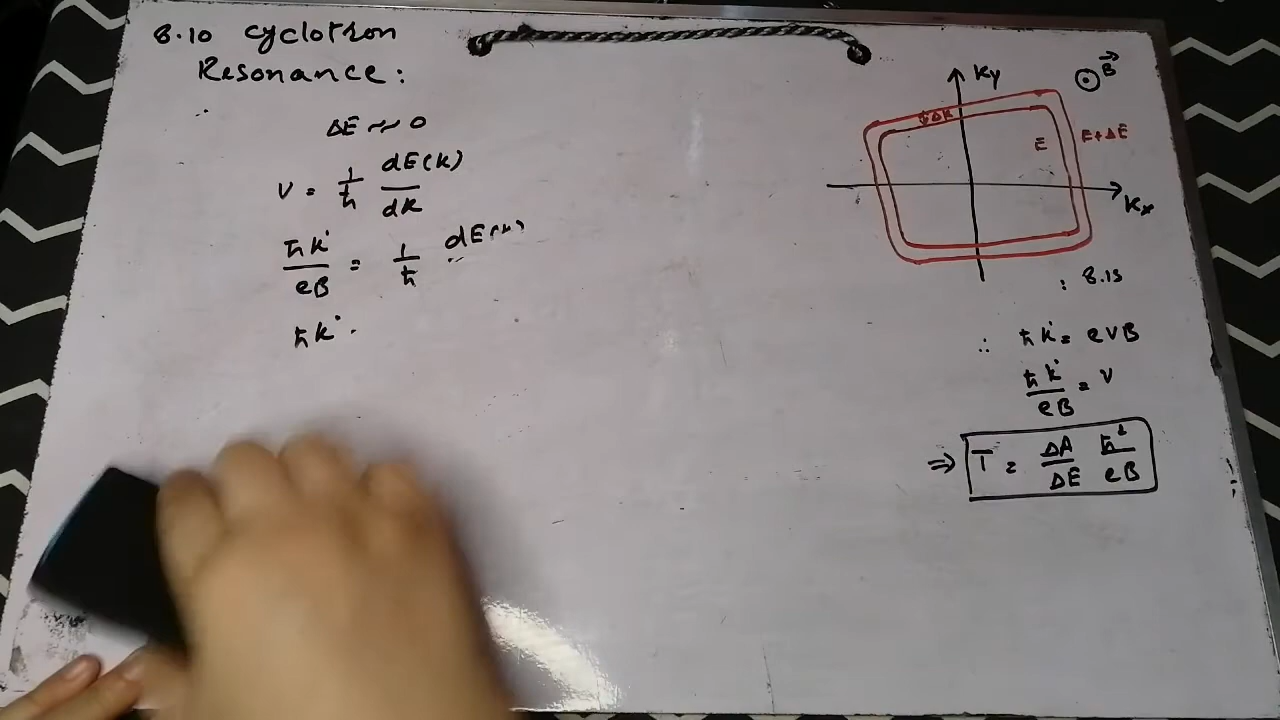 8.10 Cyclotron
Resonance:
ΔE ≈ 0
v = 1/ħ dE(k)/dk
ħk̇/eB = 1/ħ dE(k)
ħk̇
ky
B⃗
ΔK
E
E+ΔE
kx
: 8.13
∴ ħk̇ = evB
ħk̇/eB = v
⇒ T = ΔA/ΔE ħ²/eB